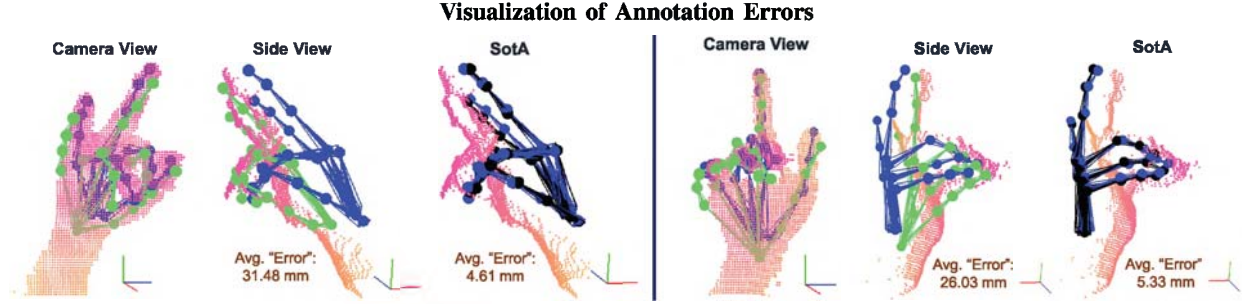 Visualization of Annotation Errors
Camera View
Side View
SotA
Avg. "Error":
31.48 mm
Avg. "Error":
4.61 mm
Camera View
Side View
SotA
Avg. "Error":
26.03 mm
Avg. "Error"
5.33 mm